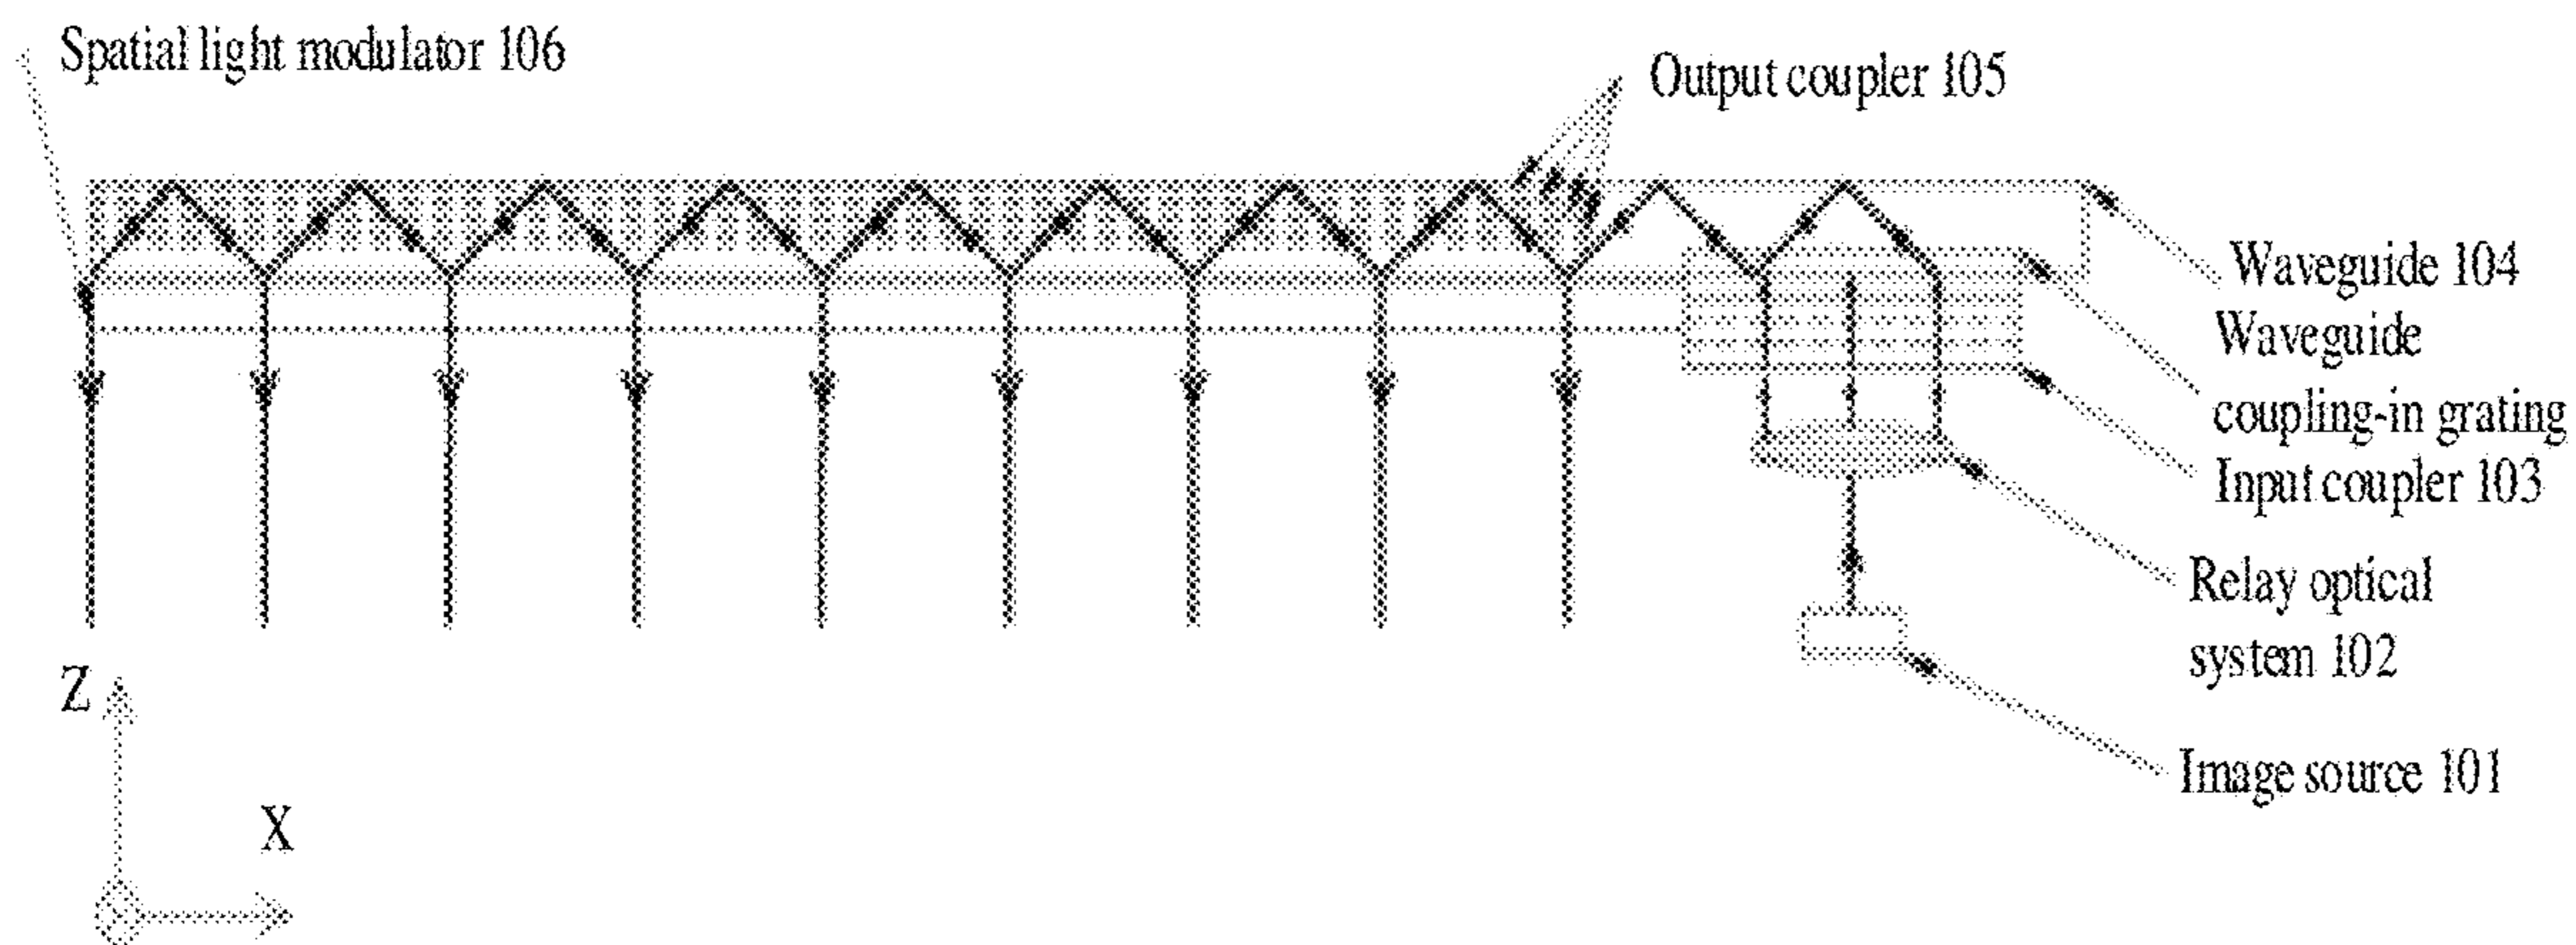 Spatial light modulator 106
Output coupler 105
Waveguide 104
Waveguide
coupling-in grating
Input coupler 103
Relay optical
system 102
Image source 101
Z
X